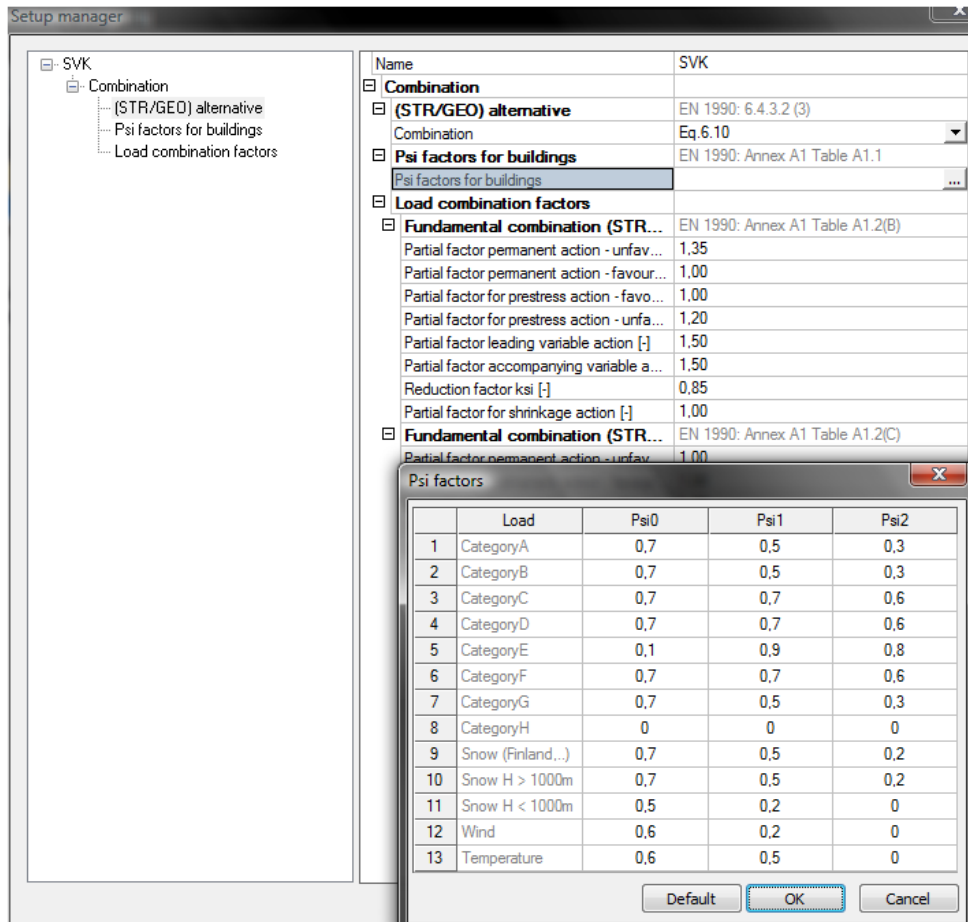 Setup manager
SVK
Combination
(STR/GEO) alternative
Psi factors for buildings
Load combination factors
Name SVK
Combination
(STR/GEO) alternative EN 1990: 6.4.3.2 (3)
Combination Eq.6.10
Psi factors for buildings EN 1990: Annex A1 Table A1.1
Psi factors for buildings ...
Load combination factors
Fundamental combination (STR... EN 1990: Annex A1 Table A1.2(B)
Partial factor permanent action - unfav... 1,35
Partial factor permanent action - favour... 1,00
Partial factor for prestress action - favo... 1,00
Partial factor for prestress action - unfa... 1,20
Partial factor leading variable action [-] 1,50
Partial factor accompanying variable a... 1,50
Reduction factor ksi [-] 0,85
Partial factor for shrinkage action [-] 1,00
Fundamental combination (STR... EN 1990: Annex A1 Table A1.2(C)
Partial factor permanent action - unfav... 1,00
Psi factors
Load Psi0 Psi1 Psi2
1 CategoryA 0,7 0,5 0,3
2 CategoryB 0,7 0,5 0,3
3 CategoryC 0,7 0,7 0,6
4 CategoryD 0,7 0,7 0,6
5 CategoryE 0,1 0,9 0,8
6 CategoryF 0,7 0,7 0,6
7 CategoryG 0,7 0,5 0,3
8 CategoryH 0 0 0
9 Snow (Finland,..) 0,7 0,5 0,2
10 Snow H > 1000m 0,7 0,5 0,2
11 Snow H < 1000m 0,5 0,2 0
12 Wind 0,6 0,2 0
13 Temperature 0,6 0,5 0
Default OK Cancel